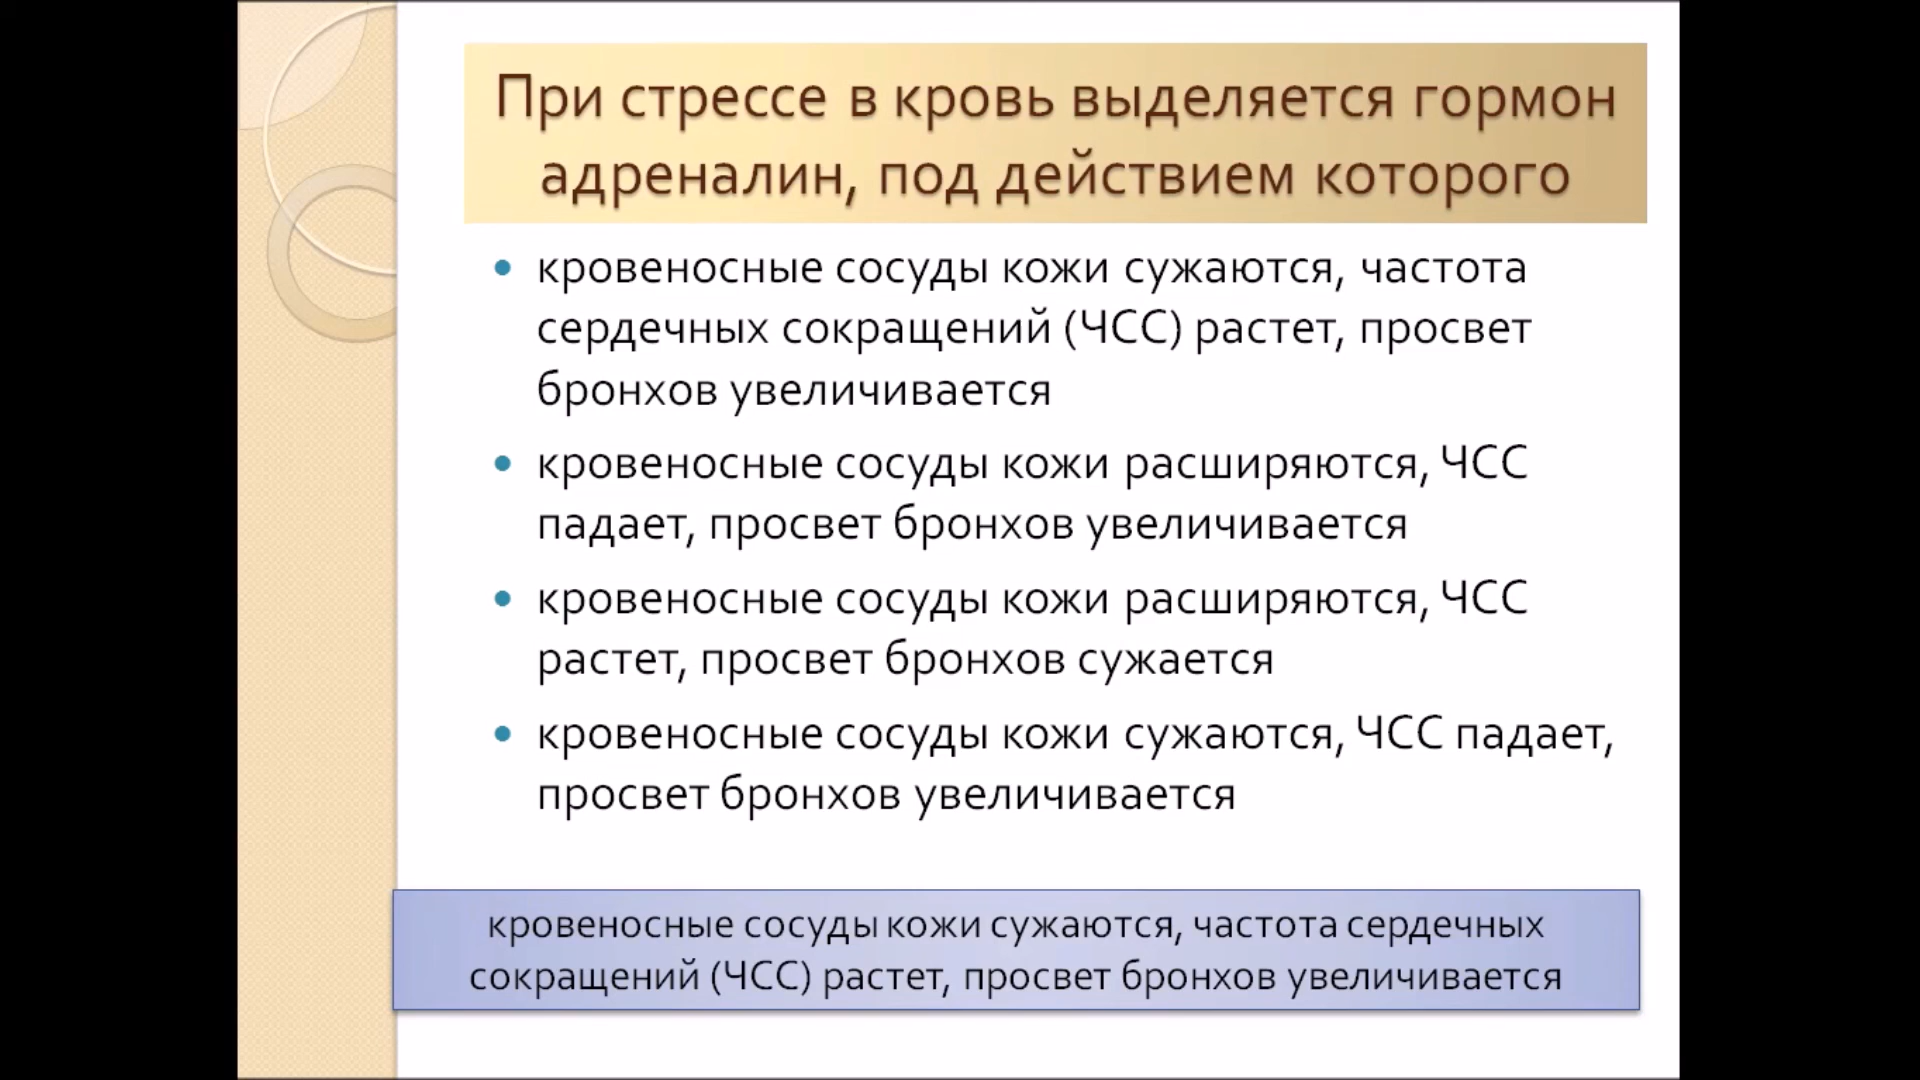 При стрессе в кровь выделяется гормон
адреналин, под действием которого
• кровеносные сосуды кожи сужаются, частота
сердечных сокращений (ЧСС) растет, просвет
бронхов увеличивается
• кровеносные сосуды кожи расширяются, ЧСС
падает, просвет бронхов увеличивается
• кровеносные сосуды кожи расширяются, ЧСС
растет, просвет бронхов сужается
• кровеносные сосуды кожи сужаются, ЧСС падает,
просвет бронхов увеличивается
кровеносные сосуды кожи сужаются, частота сердечных
сокращений (ЧСС) растет, просвет бронхов увеличивается